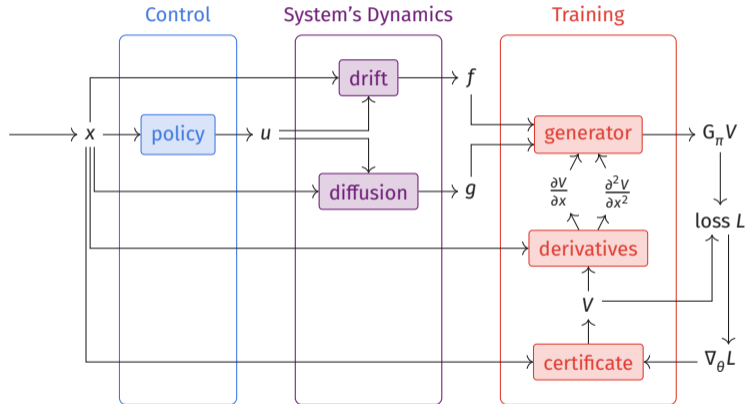 Control
System's Dynamics
Training
drift
f
x
policy
u
generator
G_π V
diffusion
g
∂V/∂x
∂²V/∂x²
loss L
derivatives
V
certificate
∇_θ L